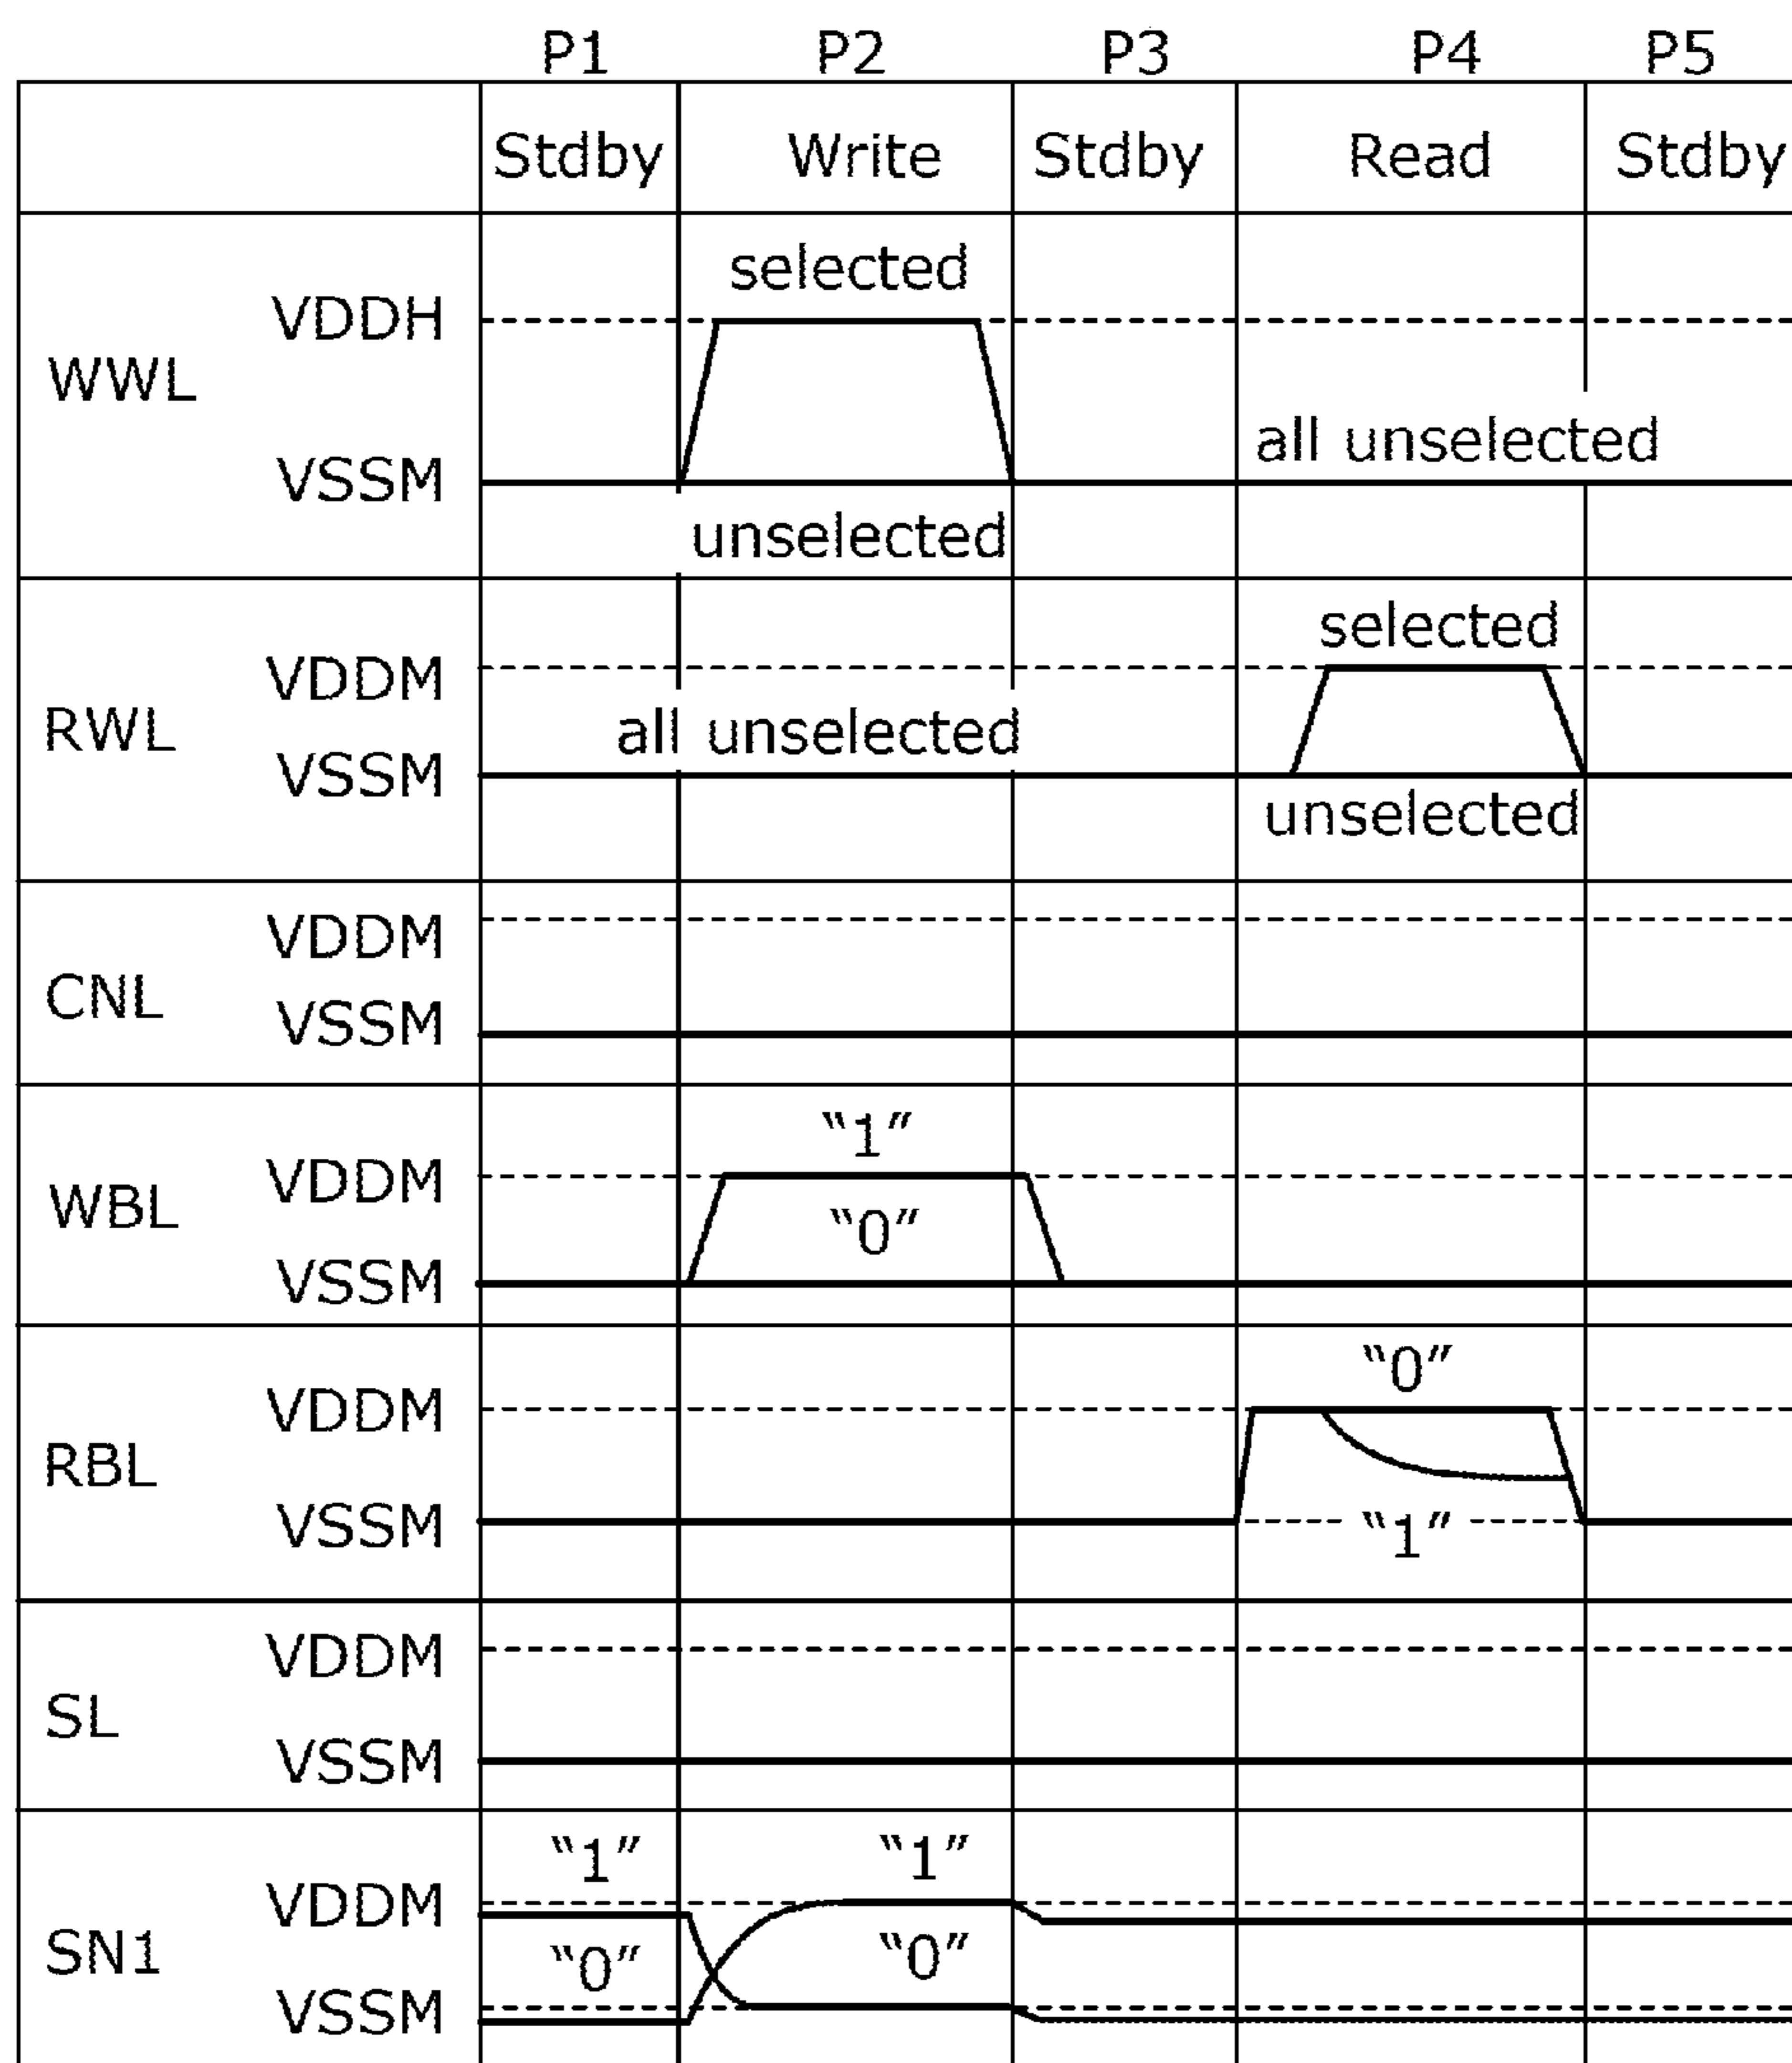 P1 P2 P3 P4 P5
Stdby Write Stdby Read Stdby
selected
VDDH
WWL
all unselected
VSSM
unselected
selected
VDDM
RWL
all unselected
VSSM
unselected
VDDM
CNL
VSSM
“1”
VDDM
WBL
“0”
VSSM
“0”
VDDM
RBL
VSSM
“1”
VDDM
SL
VSSM
“1” “1”
VDDM
SN1
“0” “0”
VSSM